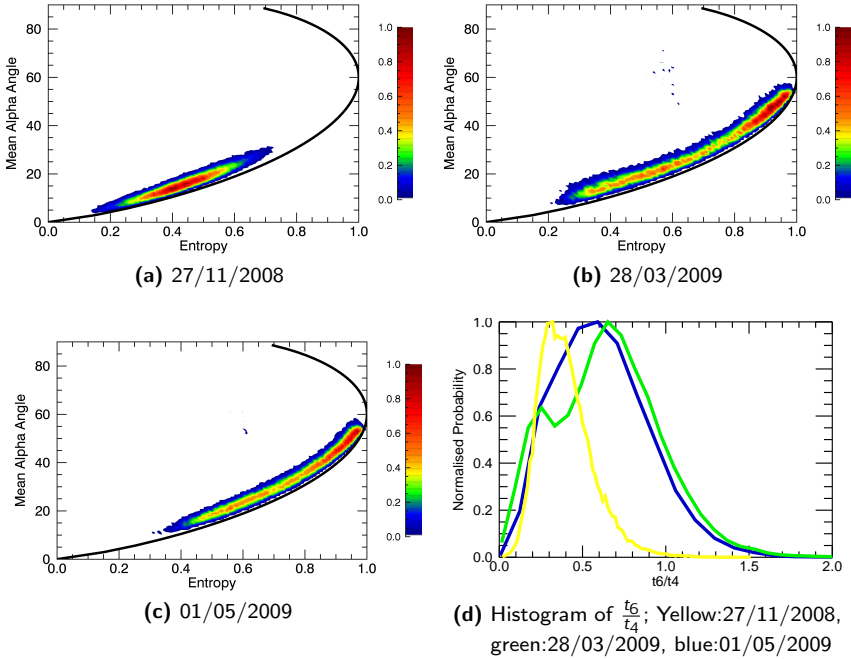 Mean Alpha Angle
80
60
40
20
0
0.0 0.2 0.4 0.6 0.8 1.0
Entropy
1.0
0.8
0.6
0.4
0.2
0.0
(a) 27/11/2008
Mean Alpha Angle
80
60
40
20
0
0.0 0.2 0.4 0.6 0.8 1.0
Entropy
1.0
0.8
0.6
0.4
0.2
0.0
(b) 28/03/2009
Mean Alpha Angle
80
60
40
20
0
0.0 0.2 0.4 0.6 0.8 1.0
Entropy
1.0
0.8
0.6
0.4
0.2
0.0
(c) 01/05/2009
Normalised Probability
1.0
0.8
0.6
0.4
0.2
0.0
0.0 0.5 1.0 1.5 2.0
t6/t4
(d) Histogram of t6/t4; Yellow:27/11/2008,
green:28/03/2009, blue:01/05/2009